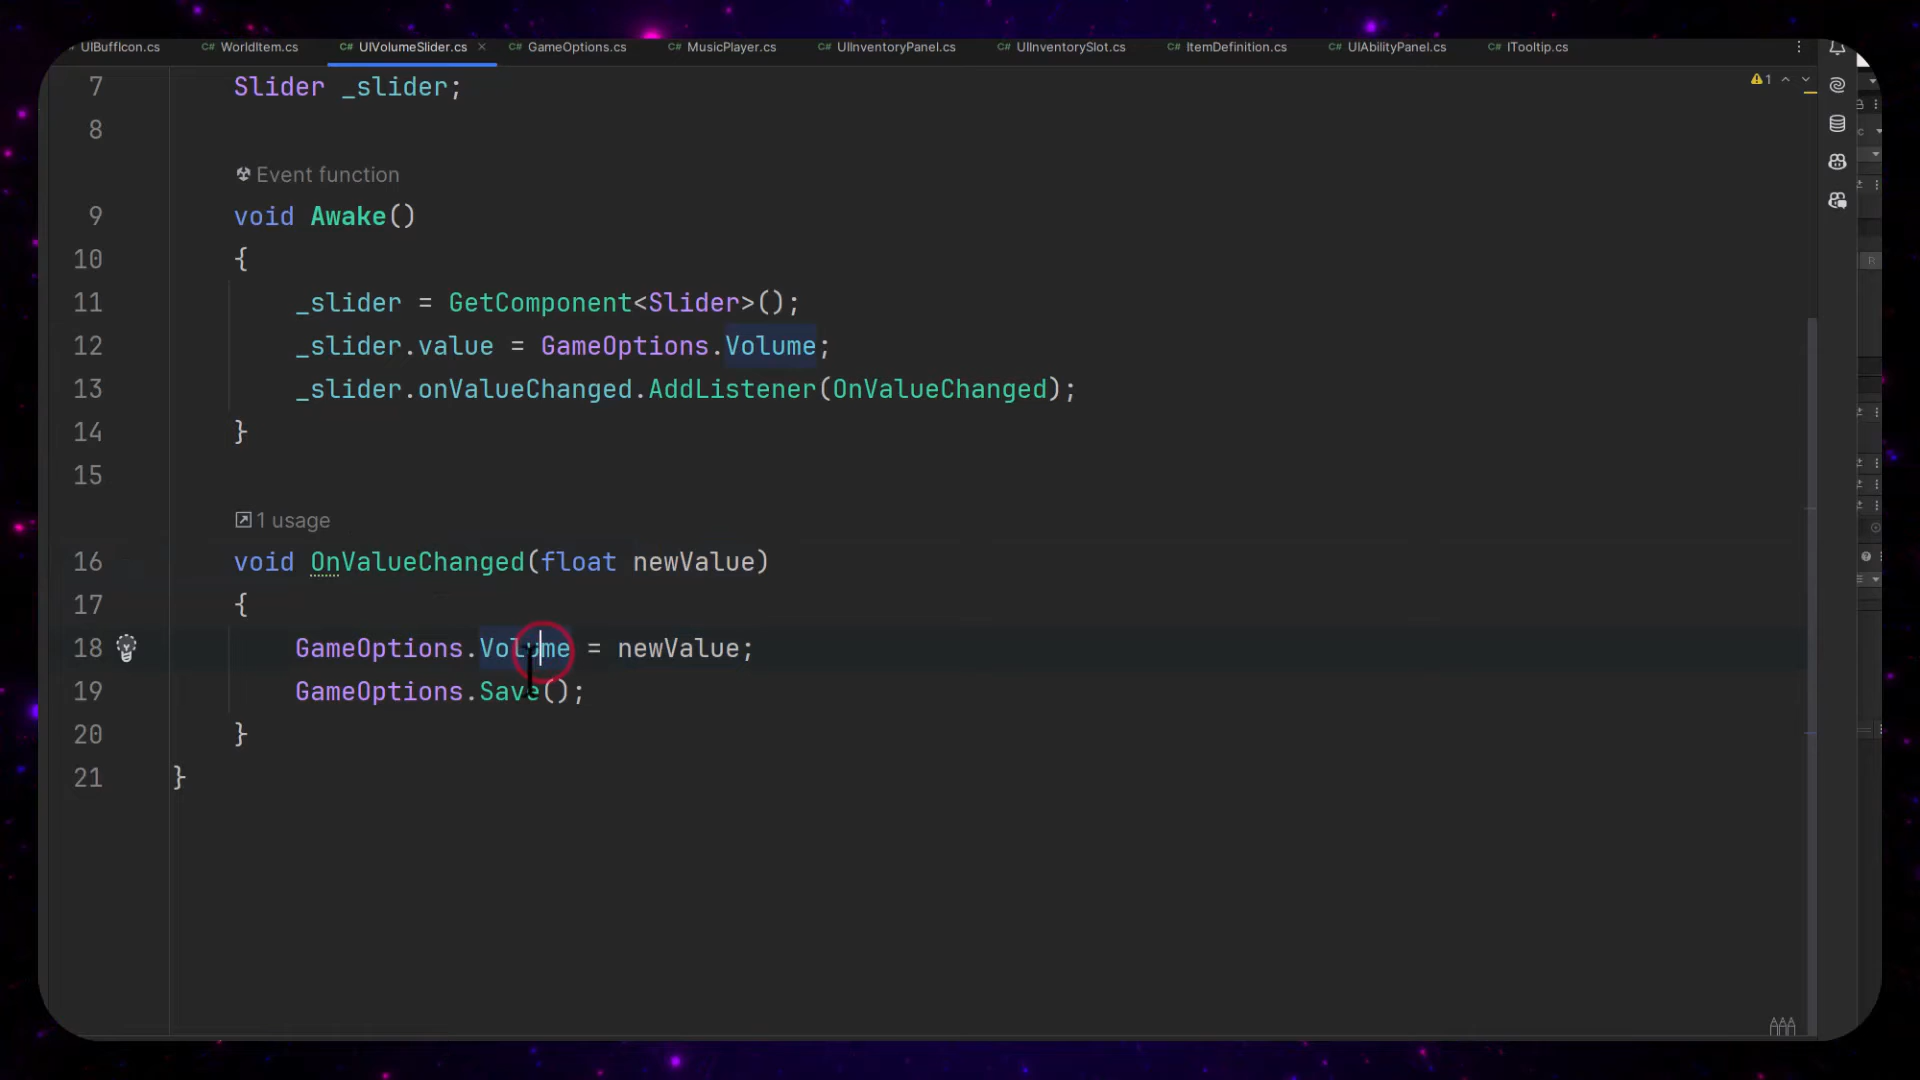 UIBuffIcon.cs C# WorldItem.cs C# UIVolumeSlider.cs × C# GameOptions.cs C# MusicPlayer.cs C# UIInventoryPanel.cs C# UIInventorySlot.cs C# ItemDefinition.cs C# UIAbilityPanel.cs C# ITooltip.cs
7 Slider _slider;
1
8
Event function
9 void Awake()
10 {
11 _slider = GetComponent<Slider>();
12 _slider.value = GameOptions.Volume;
13 _slider.onValueChanged.AddListener(OnValueChanged);
14 }
15
1 usage
16 void OnValueChanged(float newValue)
17 {
18 GameOptions.Volume = newValue;
19 GameOptions.Save();
20 }
21 }